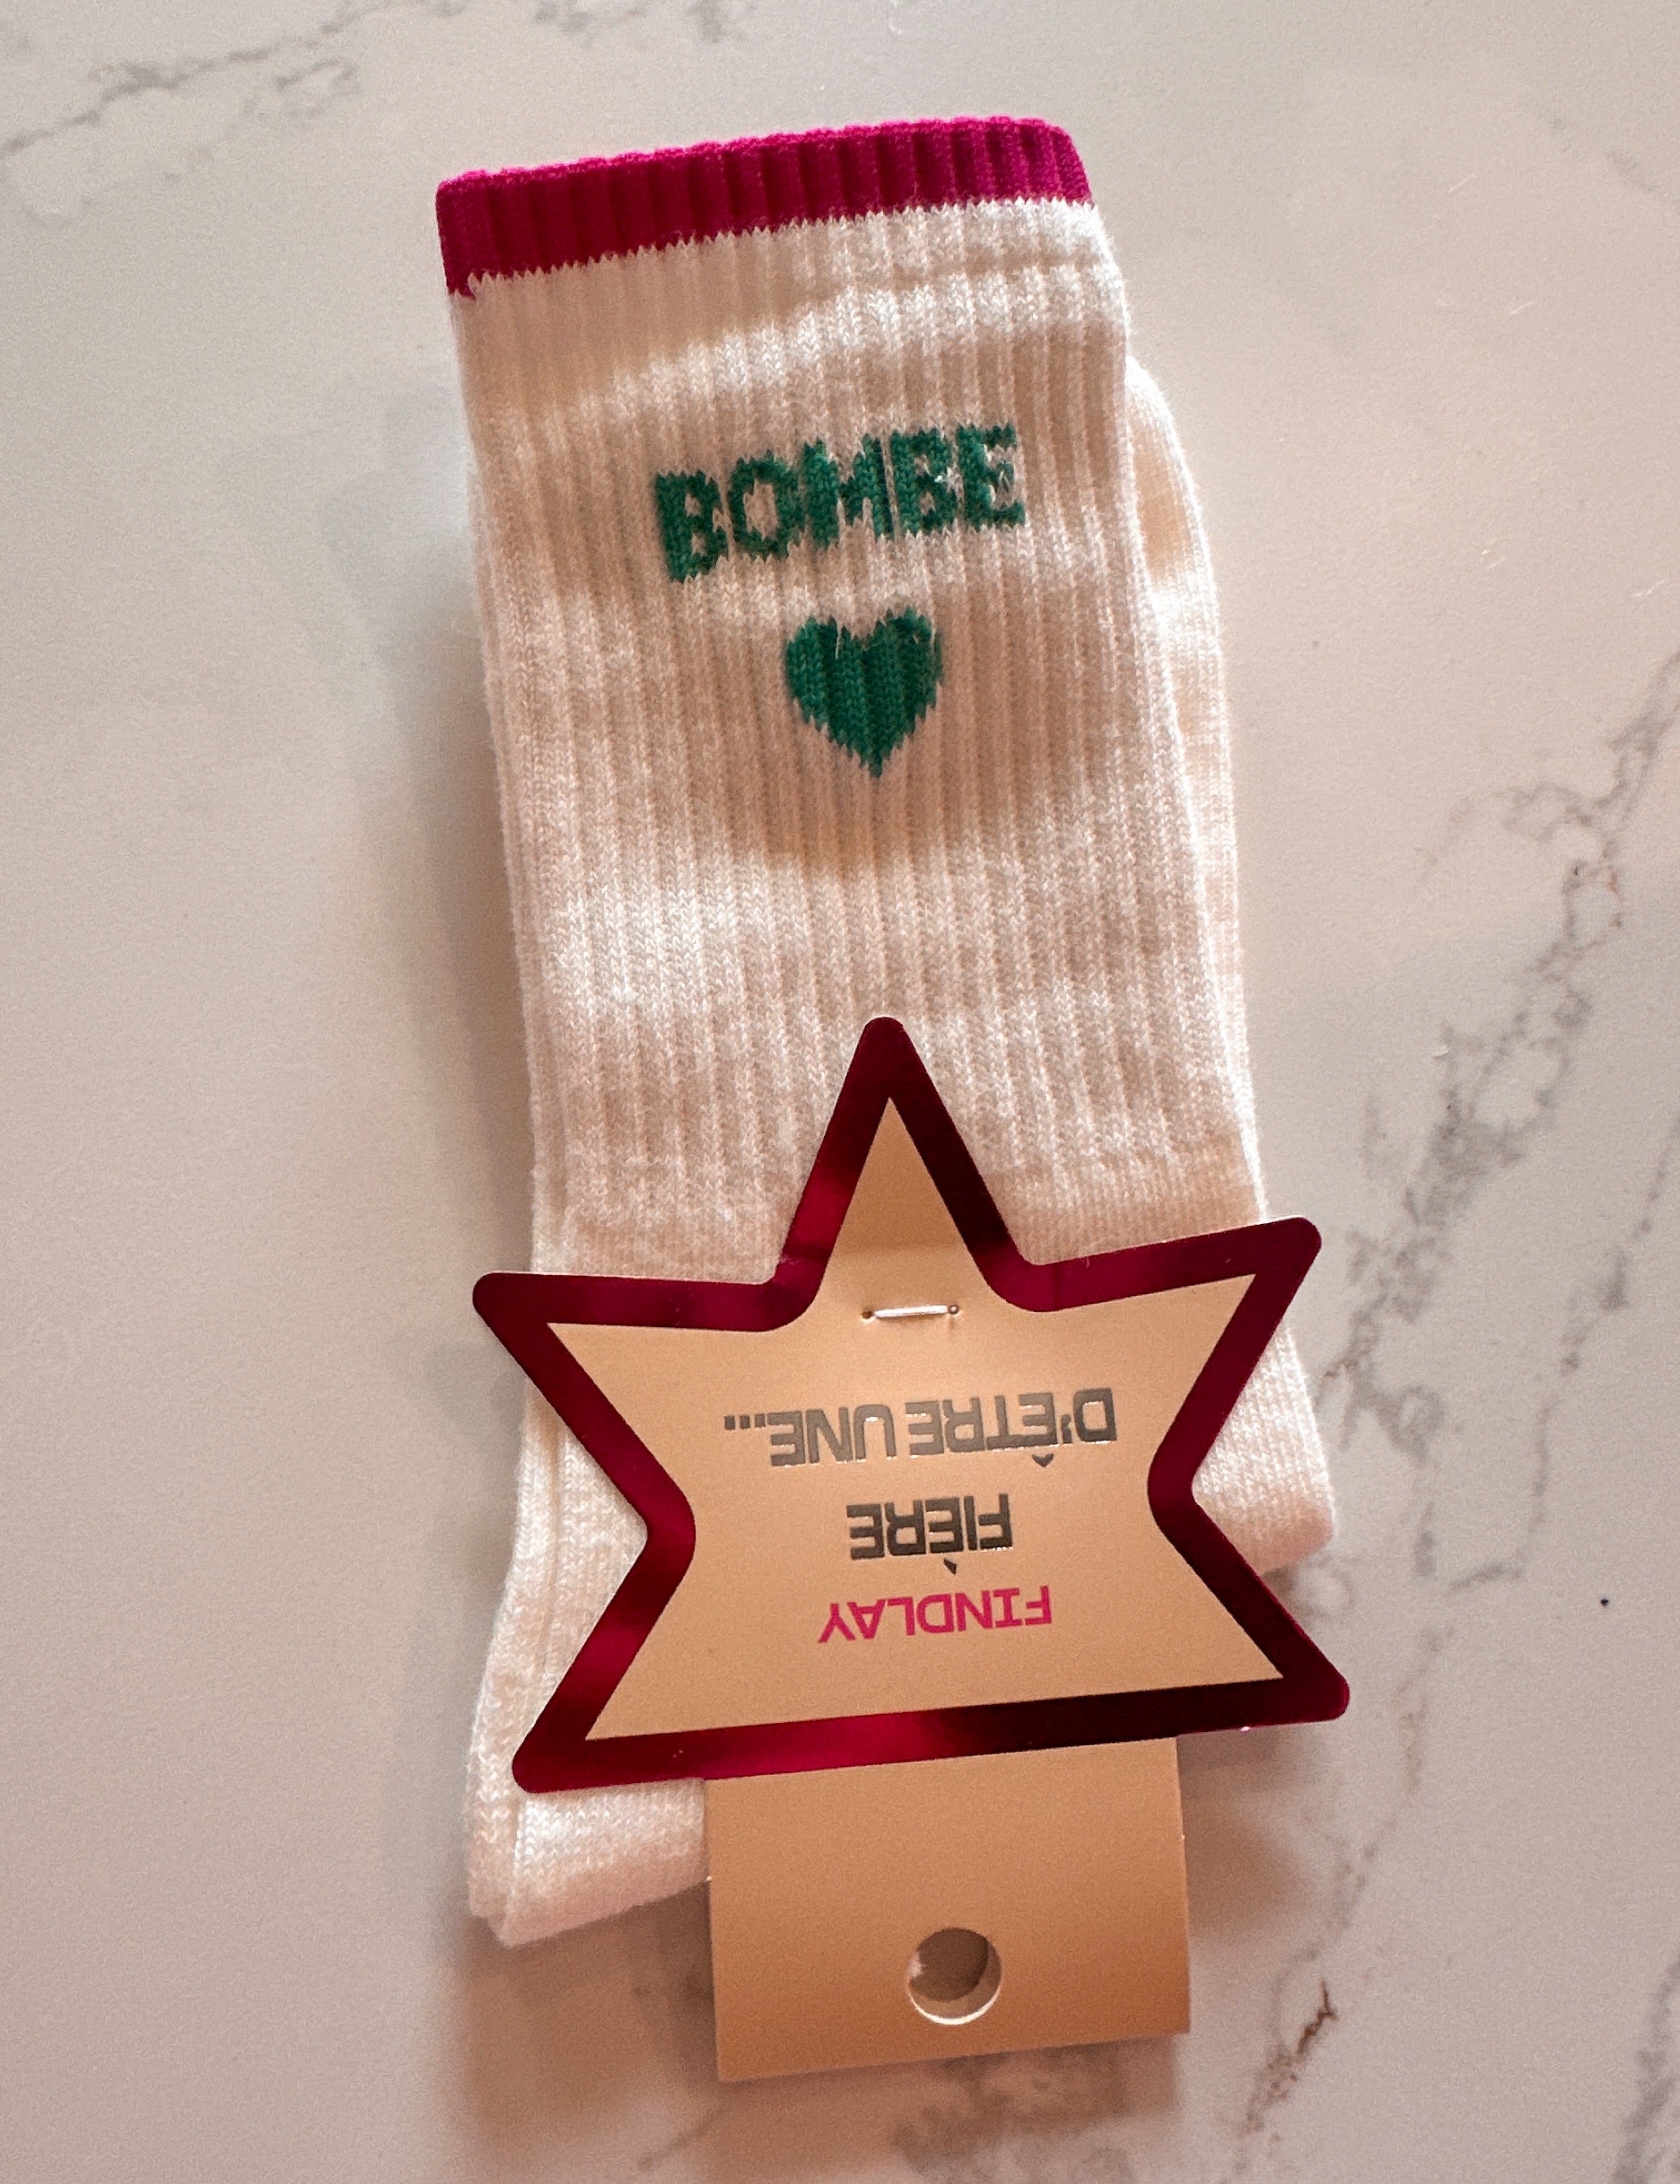 BOMBE
FINDLAY
FIÈRE
D'ÊTRE UNE...